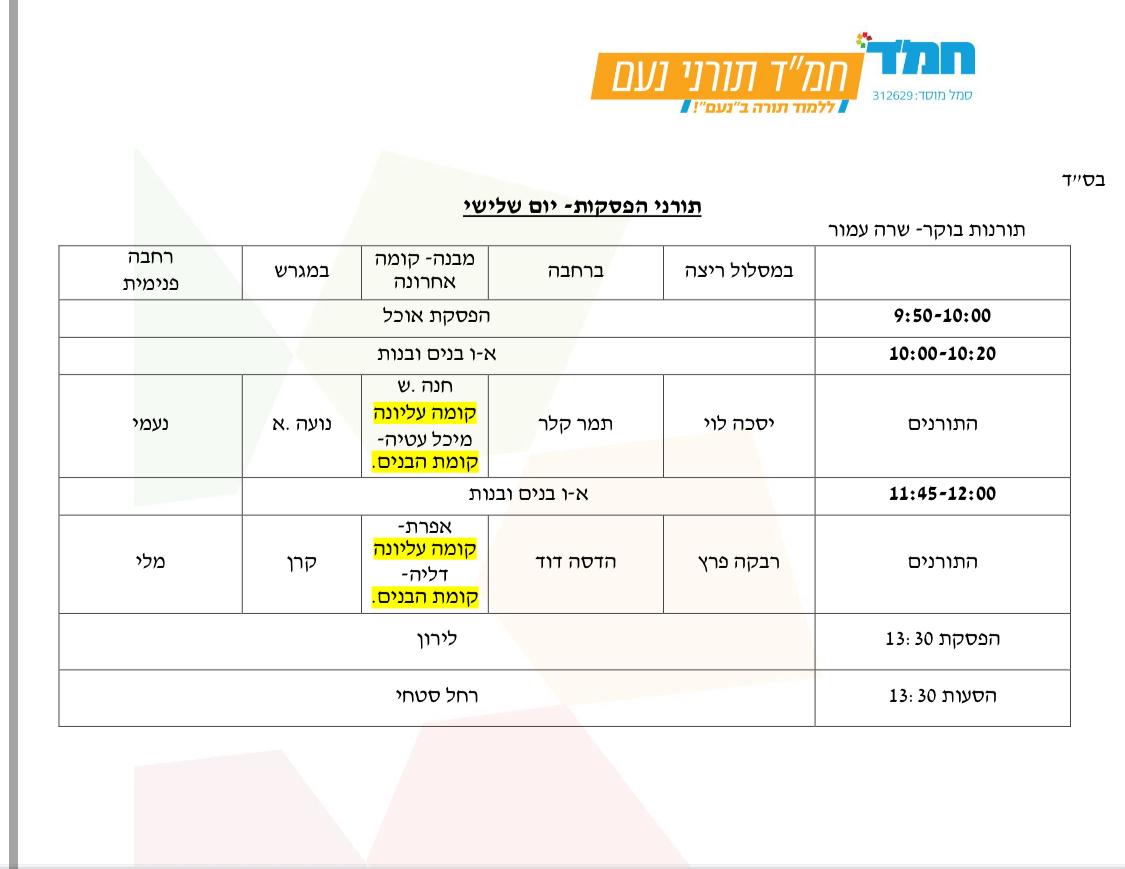 חמ"ד
חמ"ד תורני נעם
סמל מוסד: 312629
ללמוד תורה ב"נעם"!
בס"ד
תורני הפסקות- יום שלישי
תורנות בוקר- שרה עמור
במסלול ריצה
ברחבה
מבנה- קומה
אחרונה
במגרש
רחבה
פנימית
9:50-10:00
הפסקת אוכל
10:00-10:20
א-ו בנים ובנות
התורנים
יסכה לוי
תמר קלר
חנה .ש
קומה עליונה
מיכל עטיה-
קומת הבנים.
נועה .א
נעמי
11:45-12:00
א-ו בנים ובנות
התורנים
רבקה פרץ
הדסה דוד
אפרת-
קומה עליונה
דליה-
קומת הבנים.
קרן
מלי
הפסקת 13:30
לירון
הסעות 13:30
רחל סטחי